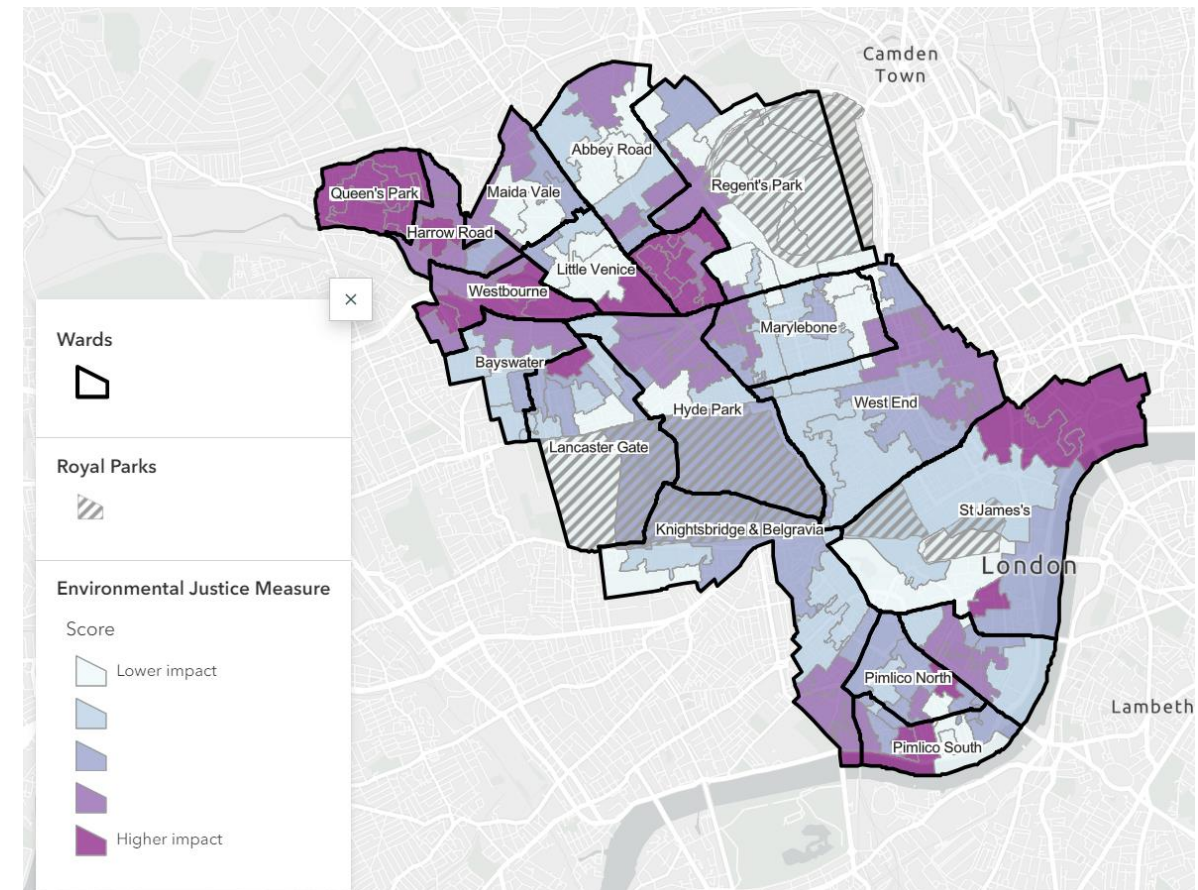 Camden
Town
Abbey Road
Regent's Park
Queen's Park
Maida Vale
Harrow Road
Little Venice
Westbourne
Marylebone
Bayswater
Hyde Park
West End
Lancaster Gate
St James's
Knightsbridge & Belgravia
London
Pimlico North
Lambeth
Pimlico South
×
Wards
Royal Parks
Environmental Justice Measure
Score
Lower impact
Higher impact